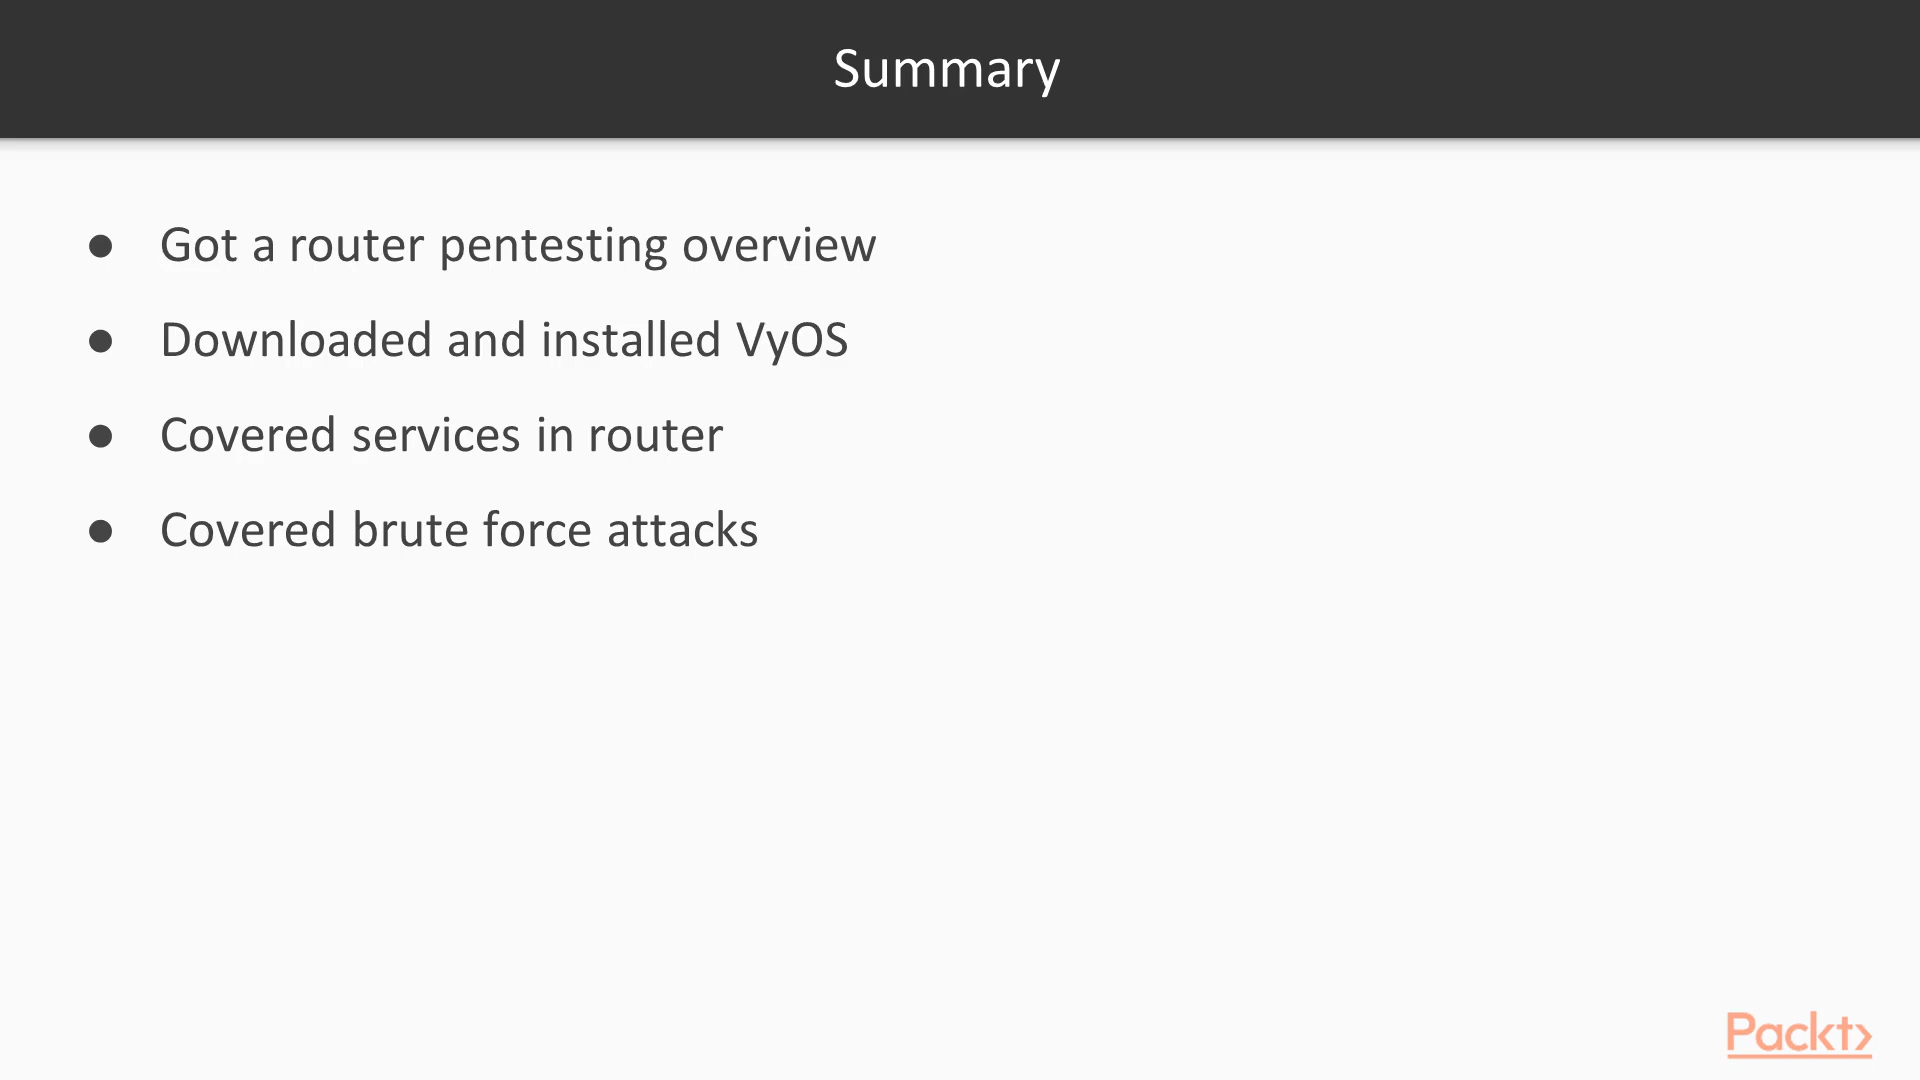 Summary
● Got a router pentesting overview
● Downloaded and installed VyOS
● Covered services in router
● Covered brute force attacks
Packt>